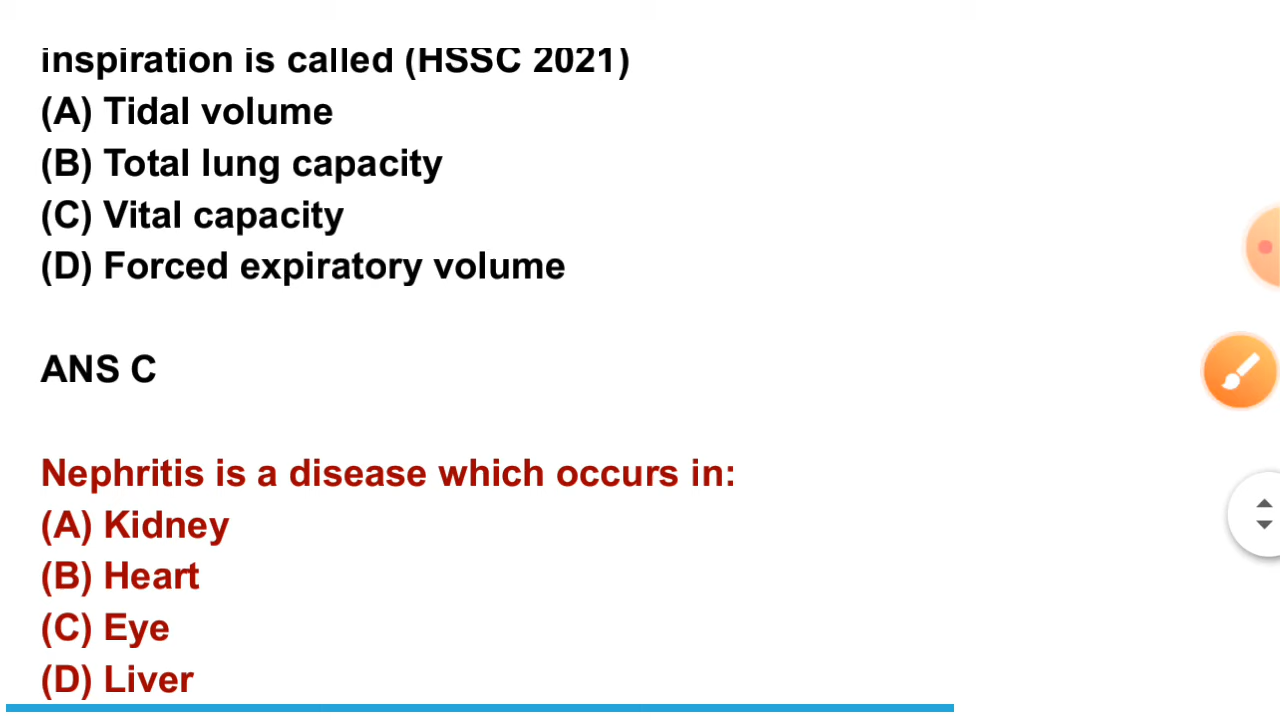 inspiration is called (HSSC 2021)
(A) Tidal volume
(B) Total lung capacity
(C) Vital capacity
(D) Forced expiratory volume
ANS C
Nephritis is a disease which occurs in:
(A) Kidney
(B) Heart
(C) Eye
(D) Liver